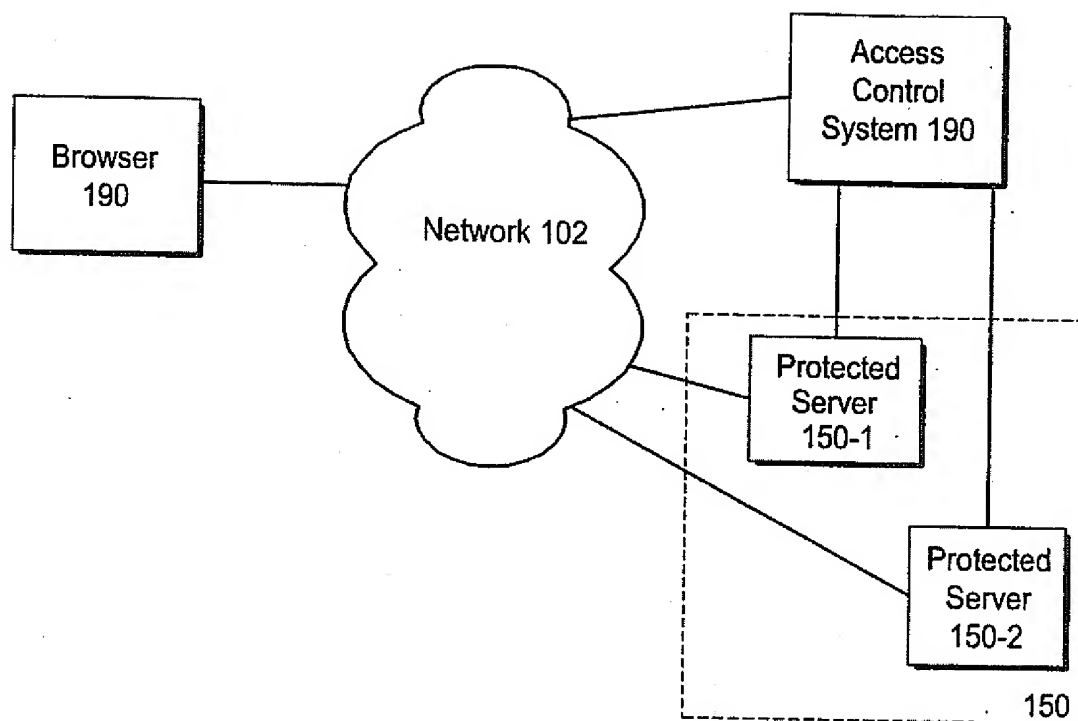 Access
Control
System 190
Browser
190
Network 102
Protected
Server
150-1
Protected
Server
150-2
150